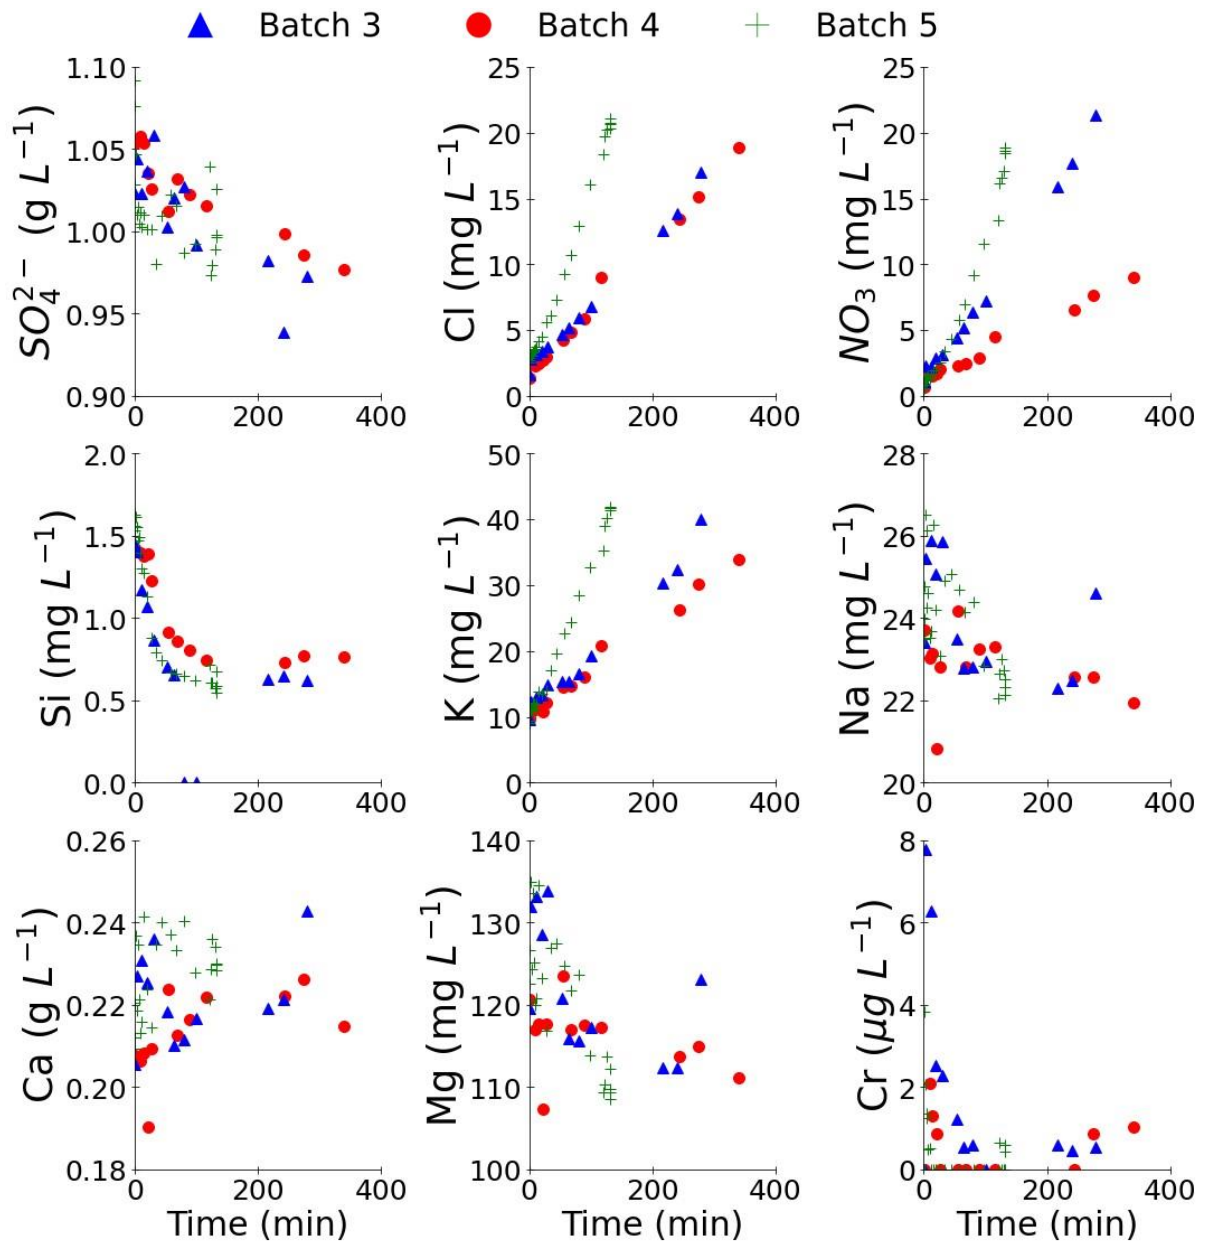 Batch 3 Batch 4 Batch 5
SO₄²⁻ (g L⁻¹)
1.10
1.05
1.00
0.95
0.90
0 200 400
Cl (mg L⁻¹)
25
20
15
10
5
0
0 200 400
NO₃ (mg L⁻¹)
25
20
15
10
5
0
0 200 400
Si (mg L⁻¹)
2.0
1.5
1.0
0.5
0.0
0 200 400
K (mg L⁻¹)
50
40
30
20
10
0
0 200 400
Na (mg L⁻¹)
28
26
24
22
20
0 200 400
Ca (g L⁻¹)
0.26
0.24
0.22
0.20
0.18
0 200 400
Time (min)
Mg (mg L⁻¹)
140
130
120
110
100
0 200 400
Time (min)
Cr (μg L⁻¹)
8
6
4
2
0
0 200 400
Time (min)